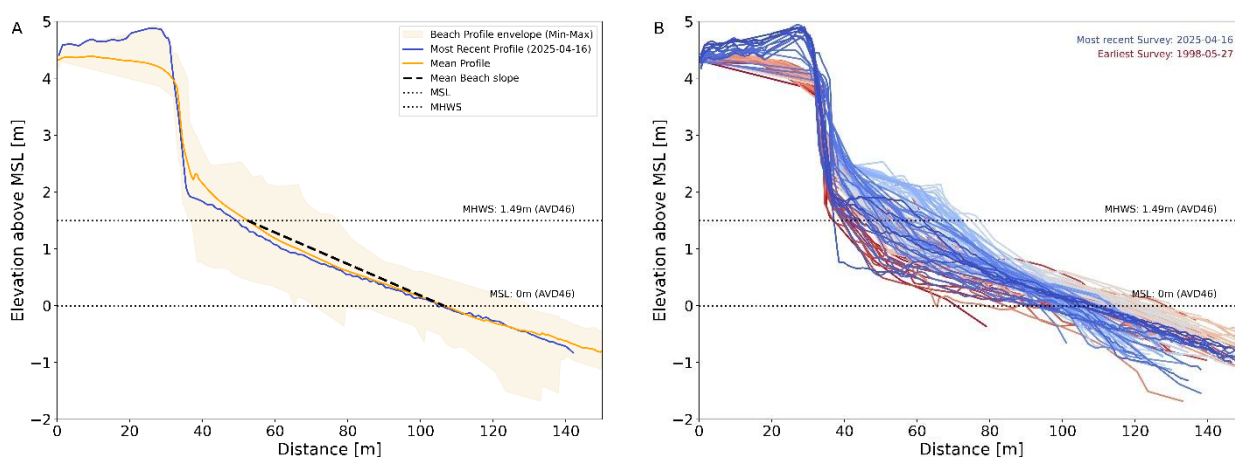 A
5
4
3
2
1
0
−1
−2
Elevation above MSL [m]
0
20
40
60
80
100
120
140
Distance [m]
Beach Profile envelope (Min-Max)
Most Recent Profile (2025-04-16)
Mean Profile
Mean Beach slope
MSL
MHWS
MHWS: 1.49m (AVD46)
MSL: 0m (AVD46)
B
5
4
3
2
1
0
−1
−2
Elevation above MSL [m]
0
20
40
60
80
100
120
140
Distance [m]
Most recent Survey: 2025-04-16
Earliest Survey: 1998-05-27
MHWS: 1.49m (AVD46)
MSL: 0m (AVD46)